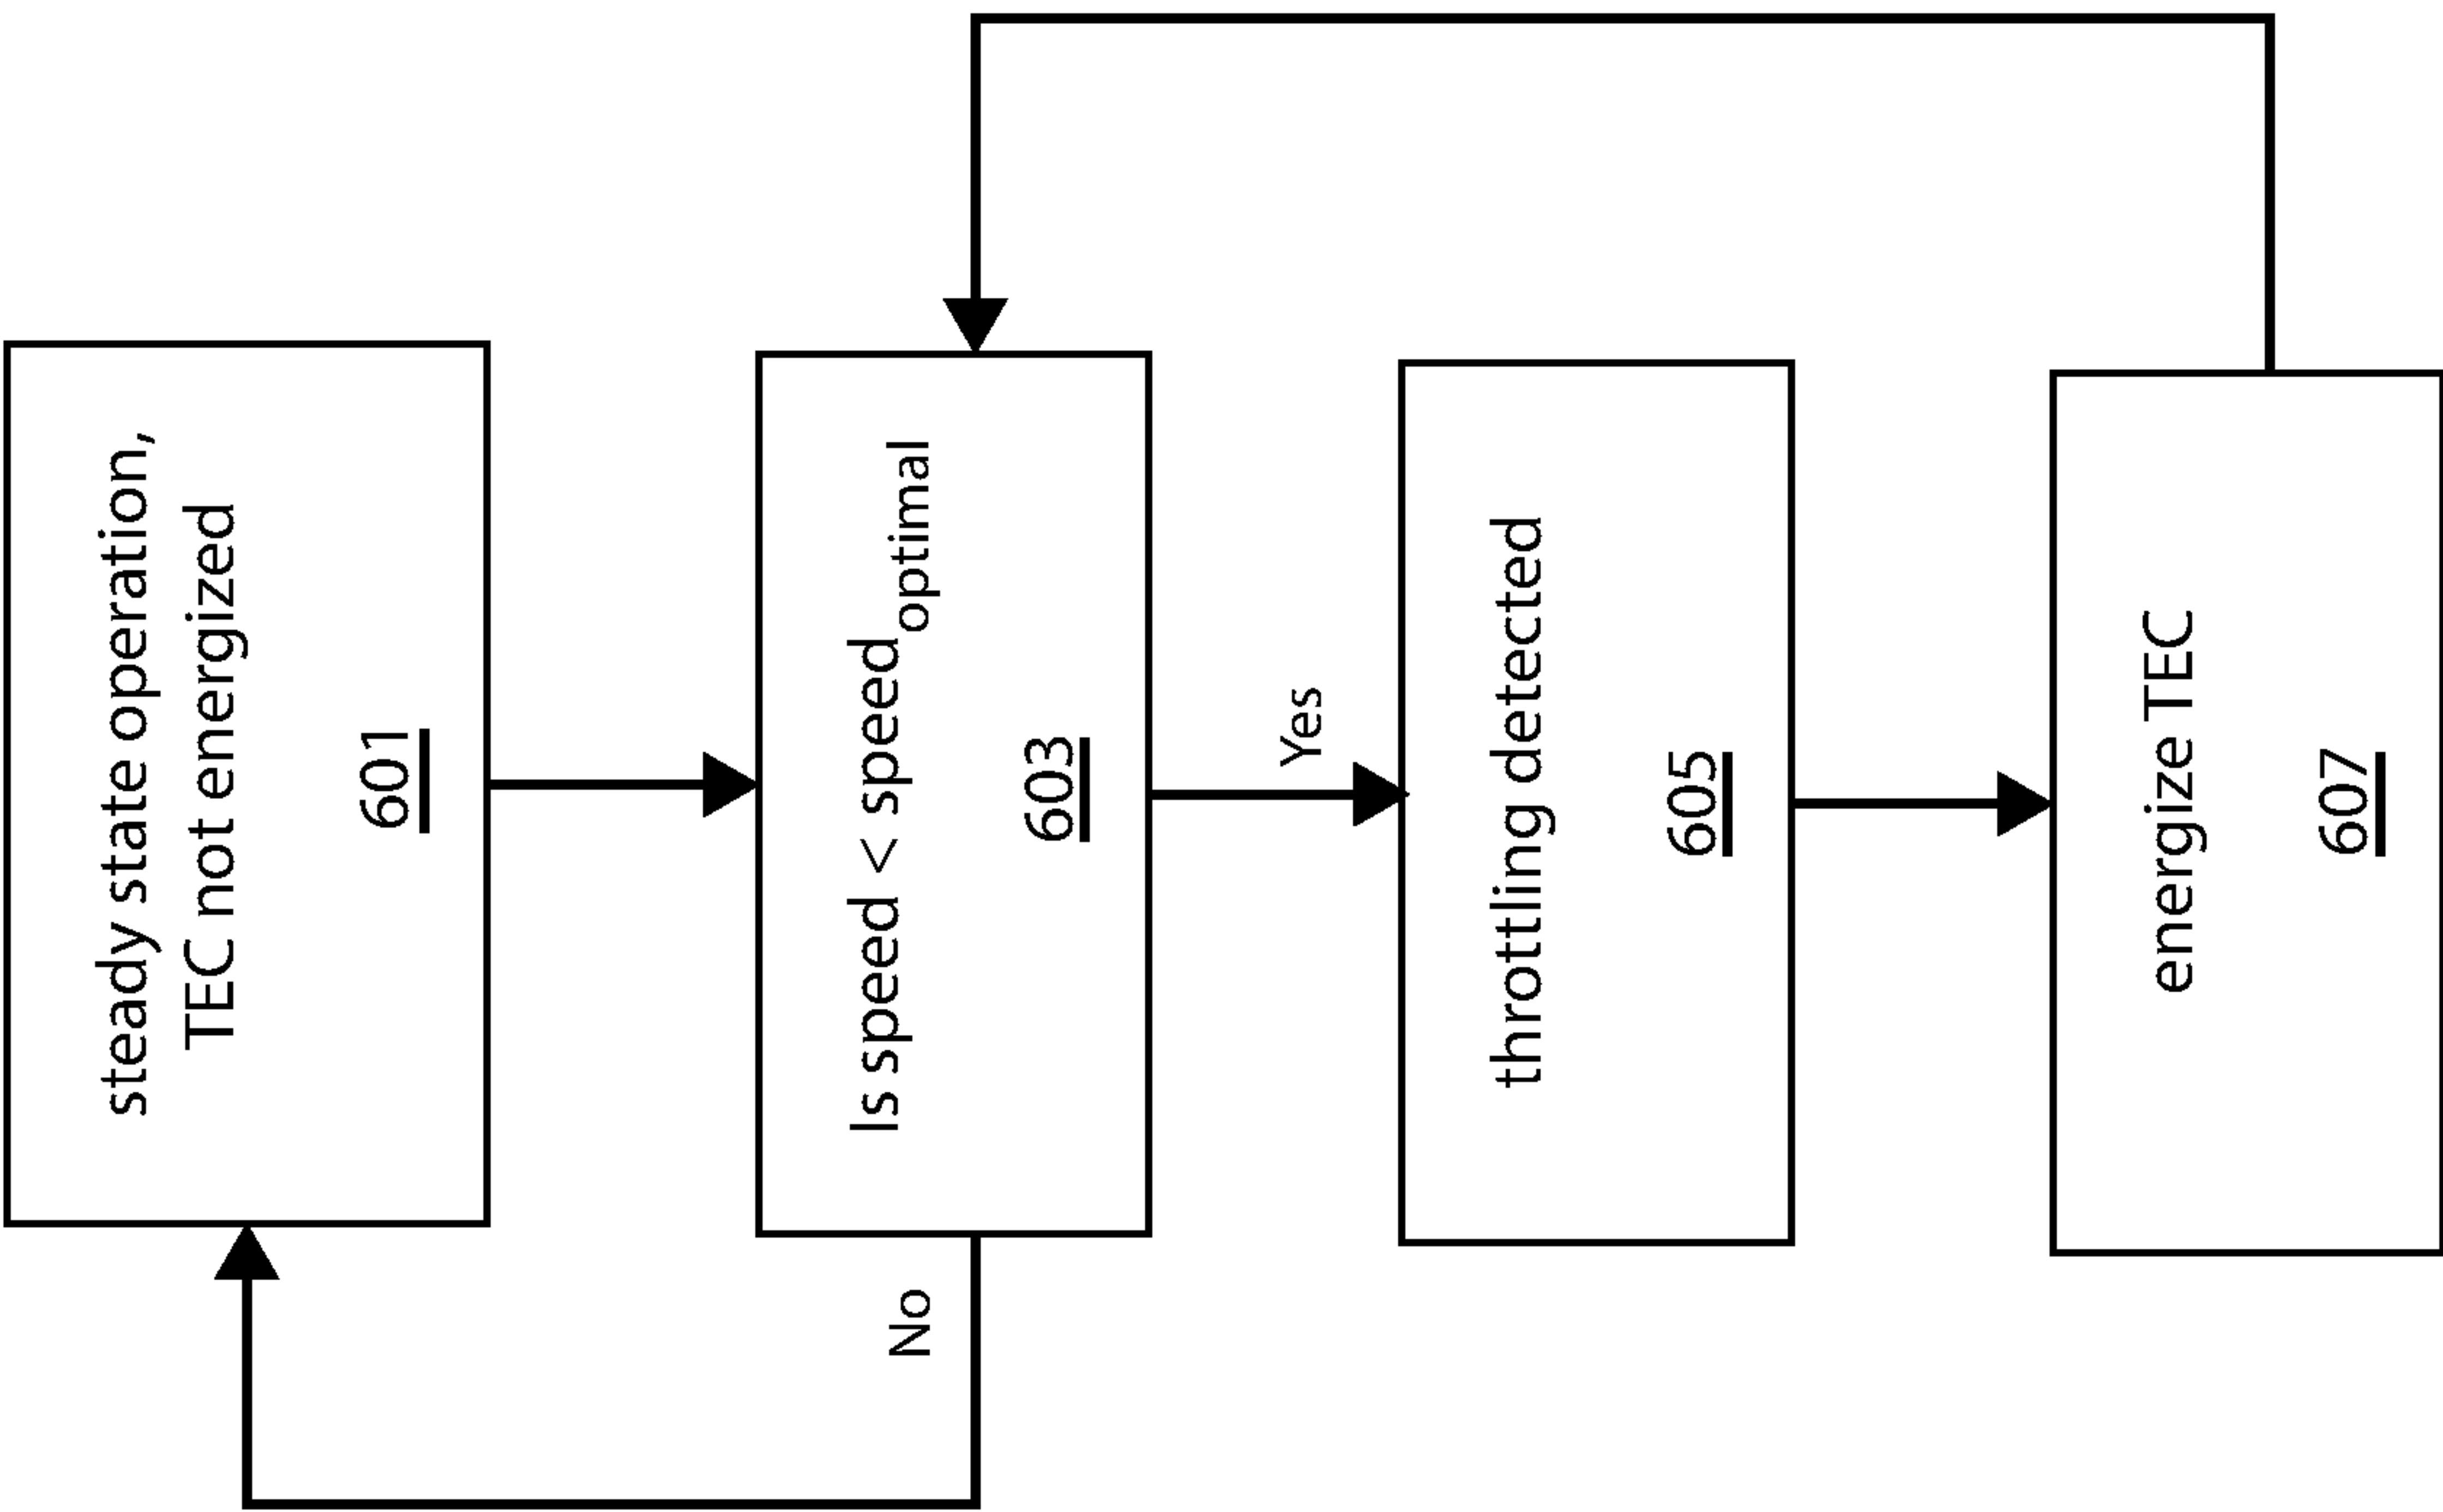 steady state operation,
TEC not energized
601
Is speed < speedoptimal
603
No
Yes
throttling detected
605
energize TEC
607